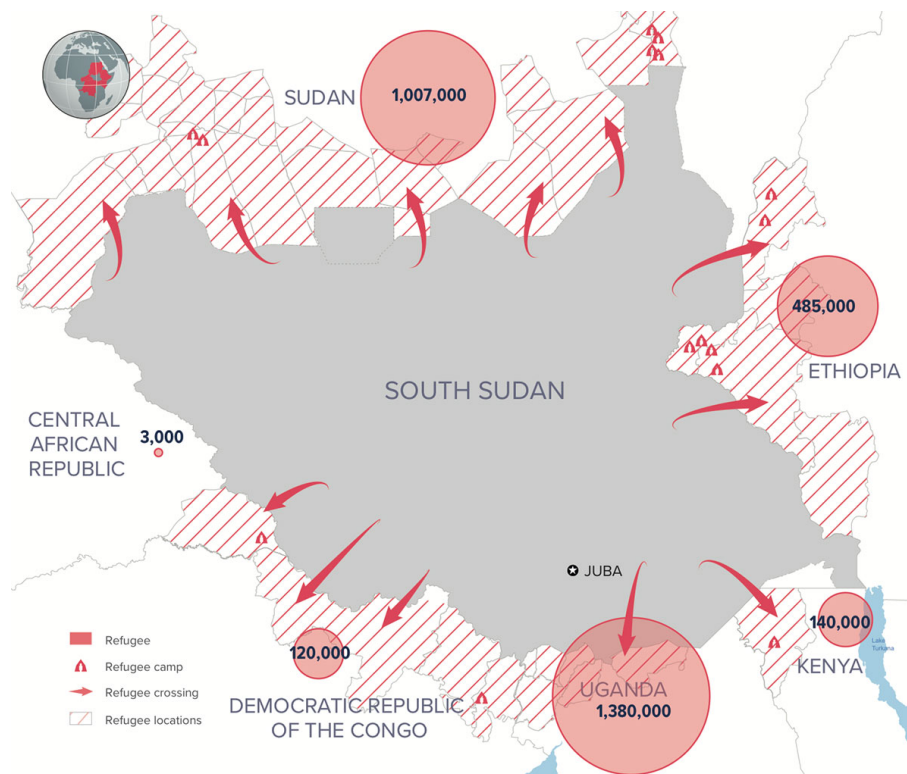 SUDAN
1,007,000
485,000
ETHIOPIA
SOUTH SUDAN
CENTRAL
AFRICAN
REPUBLIC
3,000
JUBA
Refugee
Refugee camp
Refugee crossing
Refugee locations
120,000
DEMOCRATIC REPUBLIC
OF THE CONGO
UGANDA
1,380,000
140,000
KENYA
Lake
Turkana